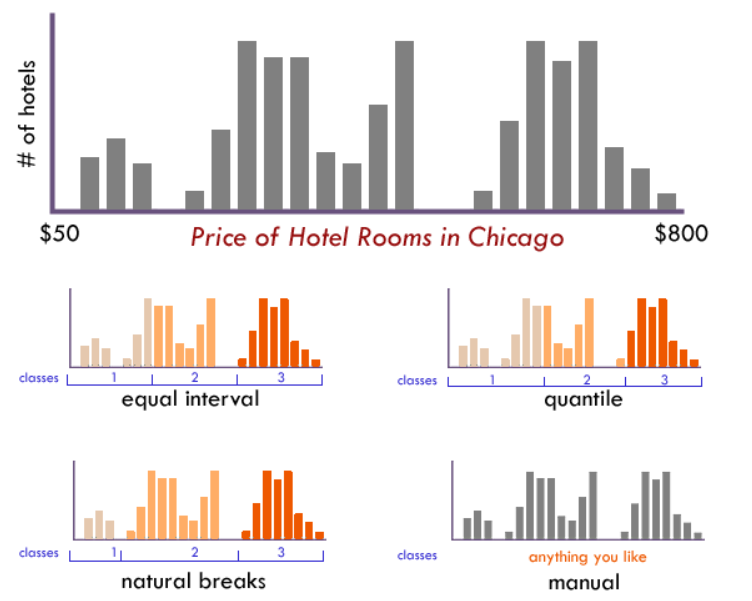 # of hotels
$50
Price of Hotel Rooms in Chicago
$800
classes 1 2 3
equal interval
classes 1 2 3
quantile
classes 1 2 3
natural breaks
classes anything you like
manual